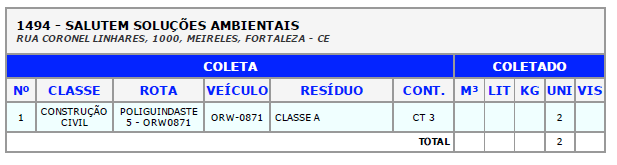 1494 - SALUTEM SOLUÇÕES AMBIENTAIS
RUA CORONEL LINHARES, 1000, MEIRELES, FORTALEZA - CE
COLETA COLETADO
Nº CLASSE ROTA VEÍCULO RESÍDUO CONT. M³ LIT KG UNI VIS
1 CONSTRUÇÃO CIVIL POLIGUINDASTE 5 - ORW0871 ORW-0871 CLASSE A CT 3 2
TOTAL 2